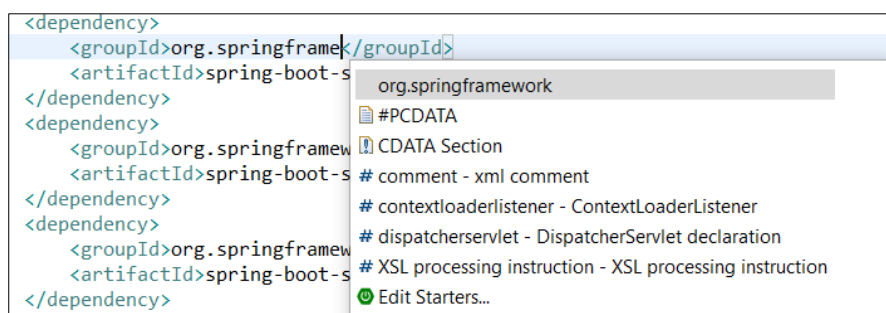 <dependency>
<groupId>org.springframe</groupId>
<artifactId>spring-boot-s
</dependency>
<dependency>
<groupId>org.springframew
<artifactId>spring-boot-s
</dependency>
<dependency>
<groupId>org.springframew
<artifactId>spring-boot-s
</dependency>
org.springframework
#PCDATA
CDATA Section
# comment - xml comment
# contextloaderlistener - ContextLoaderListener
# dispatcherservlet - DispatcherServlet declaration
# XSL processing instruction - XSL processing instruction
Edit Starters...